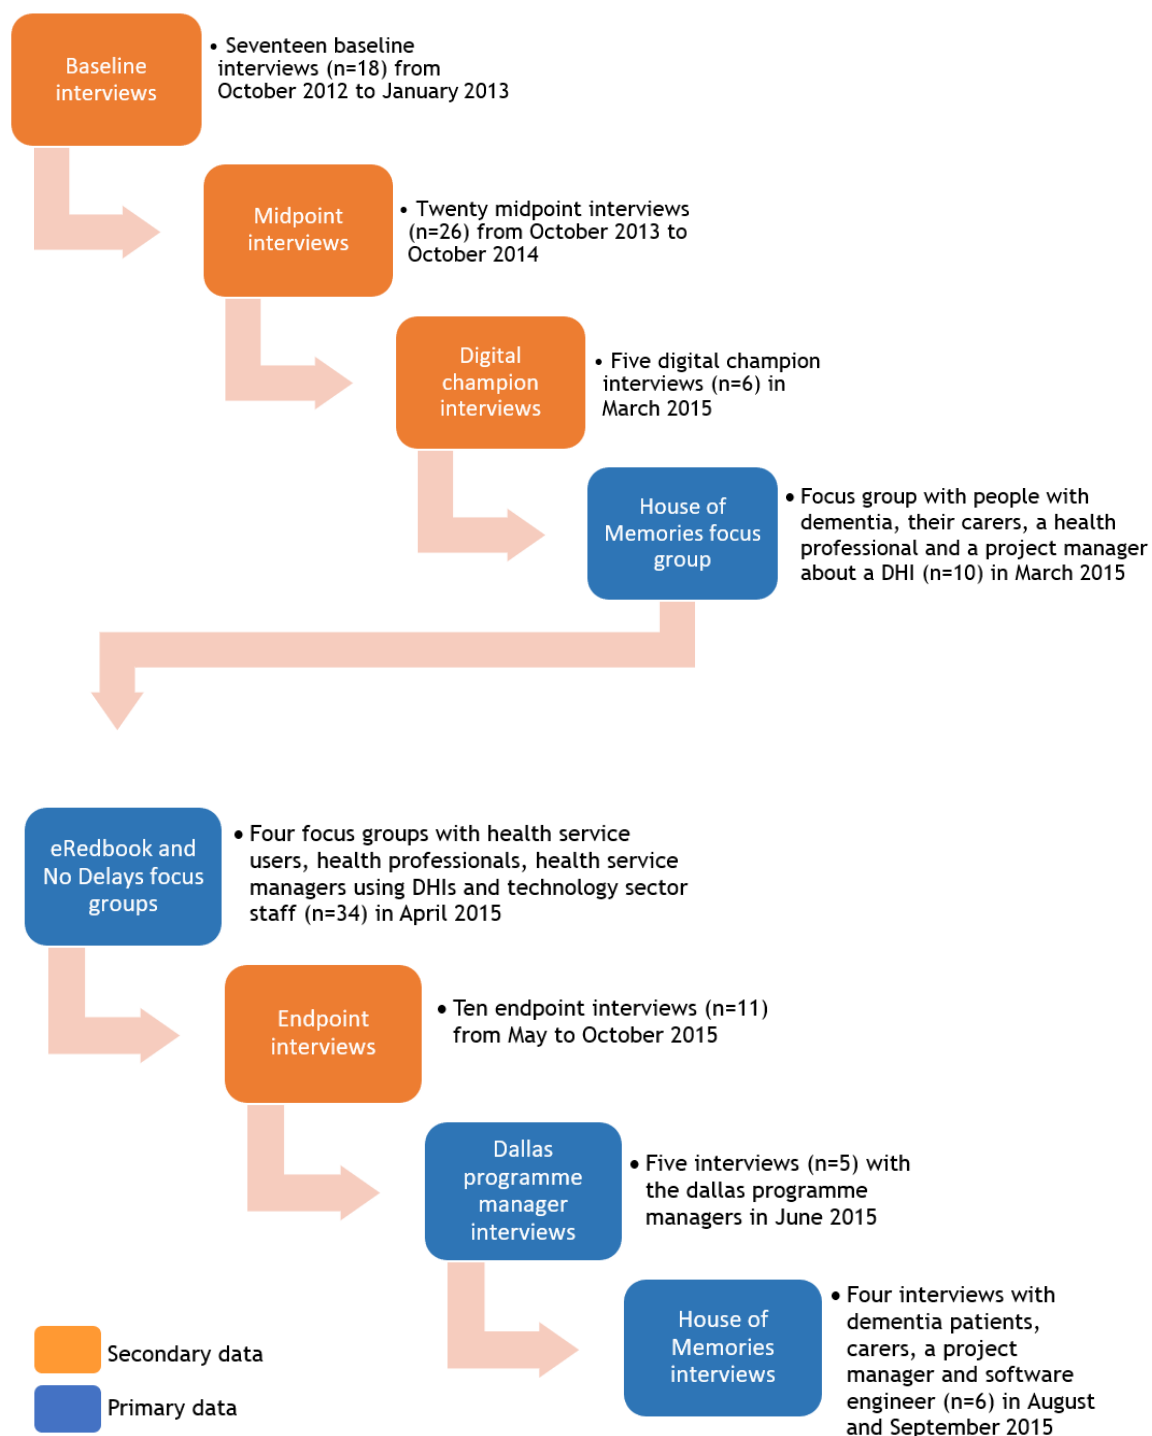 Baseline
interviews
• Seventeen baseline
interviews (n=18) from
October 2012 to January 2013
Midpoint
interviews
• Twenty midpoint interviews
(n=26) from October 2013 to
October 2014
Digital
champion
interviews
• Five digital champion
interviews (n=6) in
March 2015
House of
Memories focus
group
• Focus group with people with
dementia, their carers, a health
professional and a project manager
about a DHI (n=10) in March 2015
eRedbook and
No Delays focus
groups
• Four focus groups with health service
users, health professionals, health service
managers using DHIs and technology sector
staff (n=34) in April 2015
Endpoint
interviews
• Ten endpoint interviews (n=11)
from May to October 2015
Dallas
programme
manager
interviews
• Five interviews (n=5) with
the dallas programme
managers in June 2015
House of
Memories
interviews
• Four interviews with
dementia patients,
carers, a project
manager and software
engineer (n=6) in August
and September 2015
Secondary data
Primary data